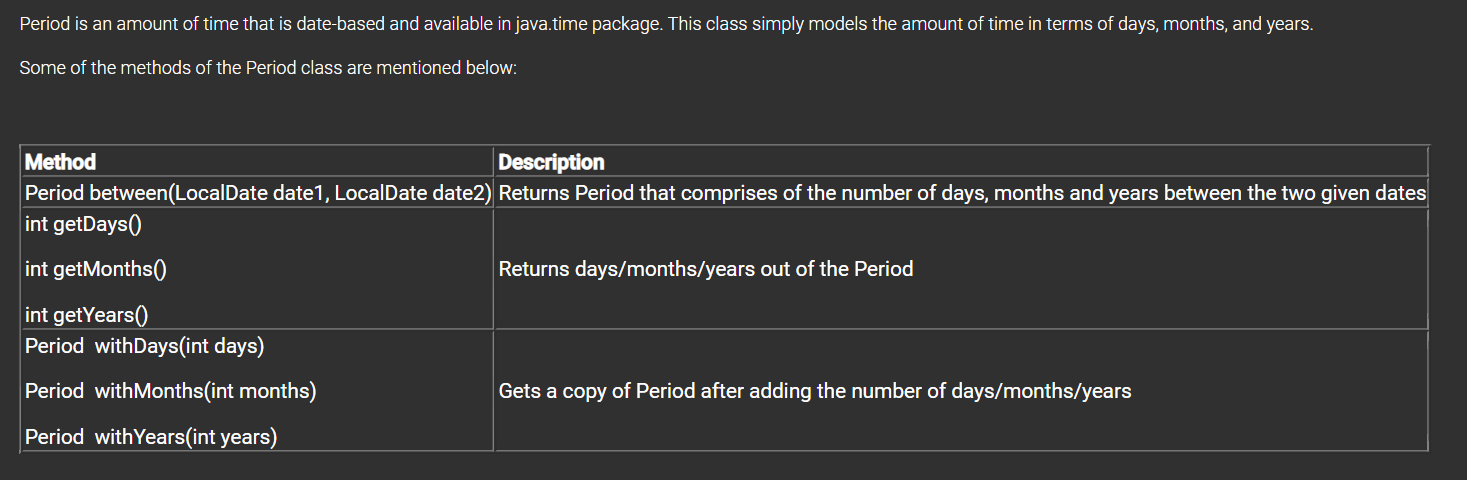 Period is an amount of time that is date-based and available in java.time package. This class simply models the amount of time in terms of days, months, and years.
Some of the methods of the Period class are mentioned below:
Method Description
Period between(LocalDate date1, LocalDate date2) Returns Period that comprises of the number of days, months and years between the two given dates
int getDays()
int getMonths() Returns days/months/years out of the Period
int getYears()
Period withDays(int days)
Period withMonths(int months) Gets a copy of Period after adding the number of days/months/years
Period withYears(int years)